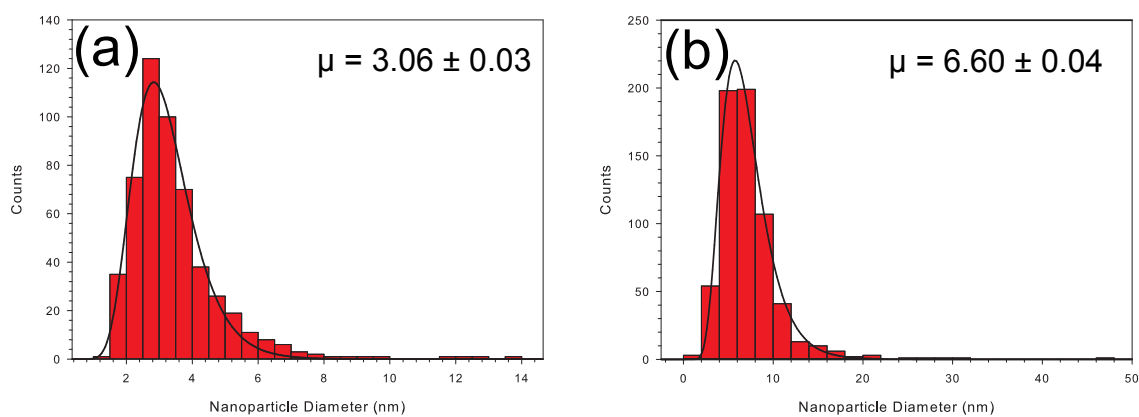 (a)
μ = 3.06 ± 0.03
140
120
100
80
60
40
20
0
Counts
2 4 6 8 10 12 14
Nanoparticle Diameter (nm)
(b)
μ = 6.60 ± 0.04
250
200
150
100
50
0
Counts
0 10 20 30 40 50
Nanoparticle Diameter (nm)